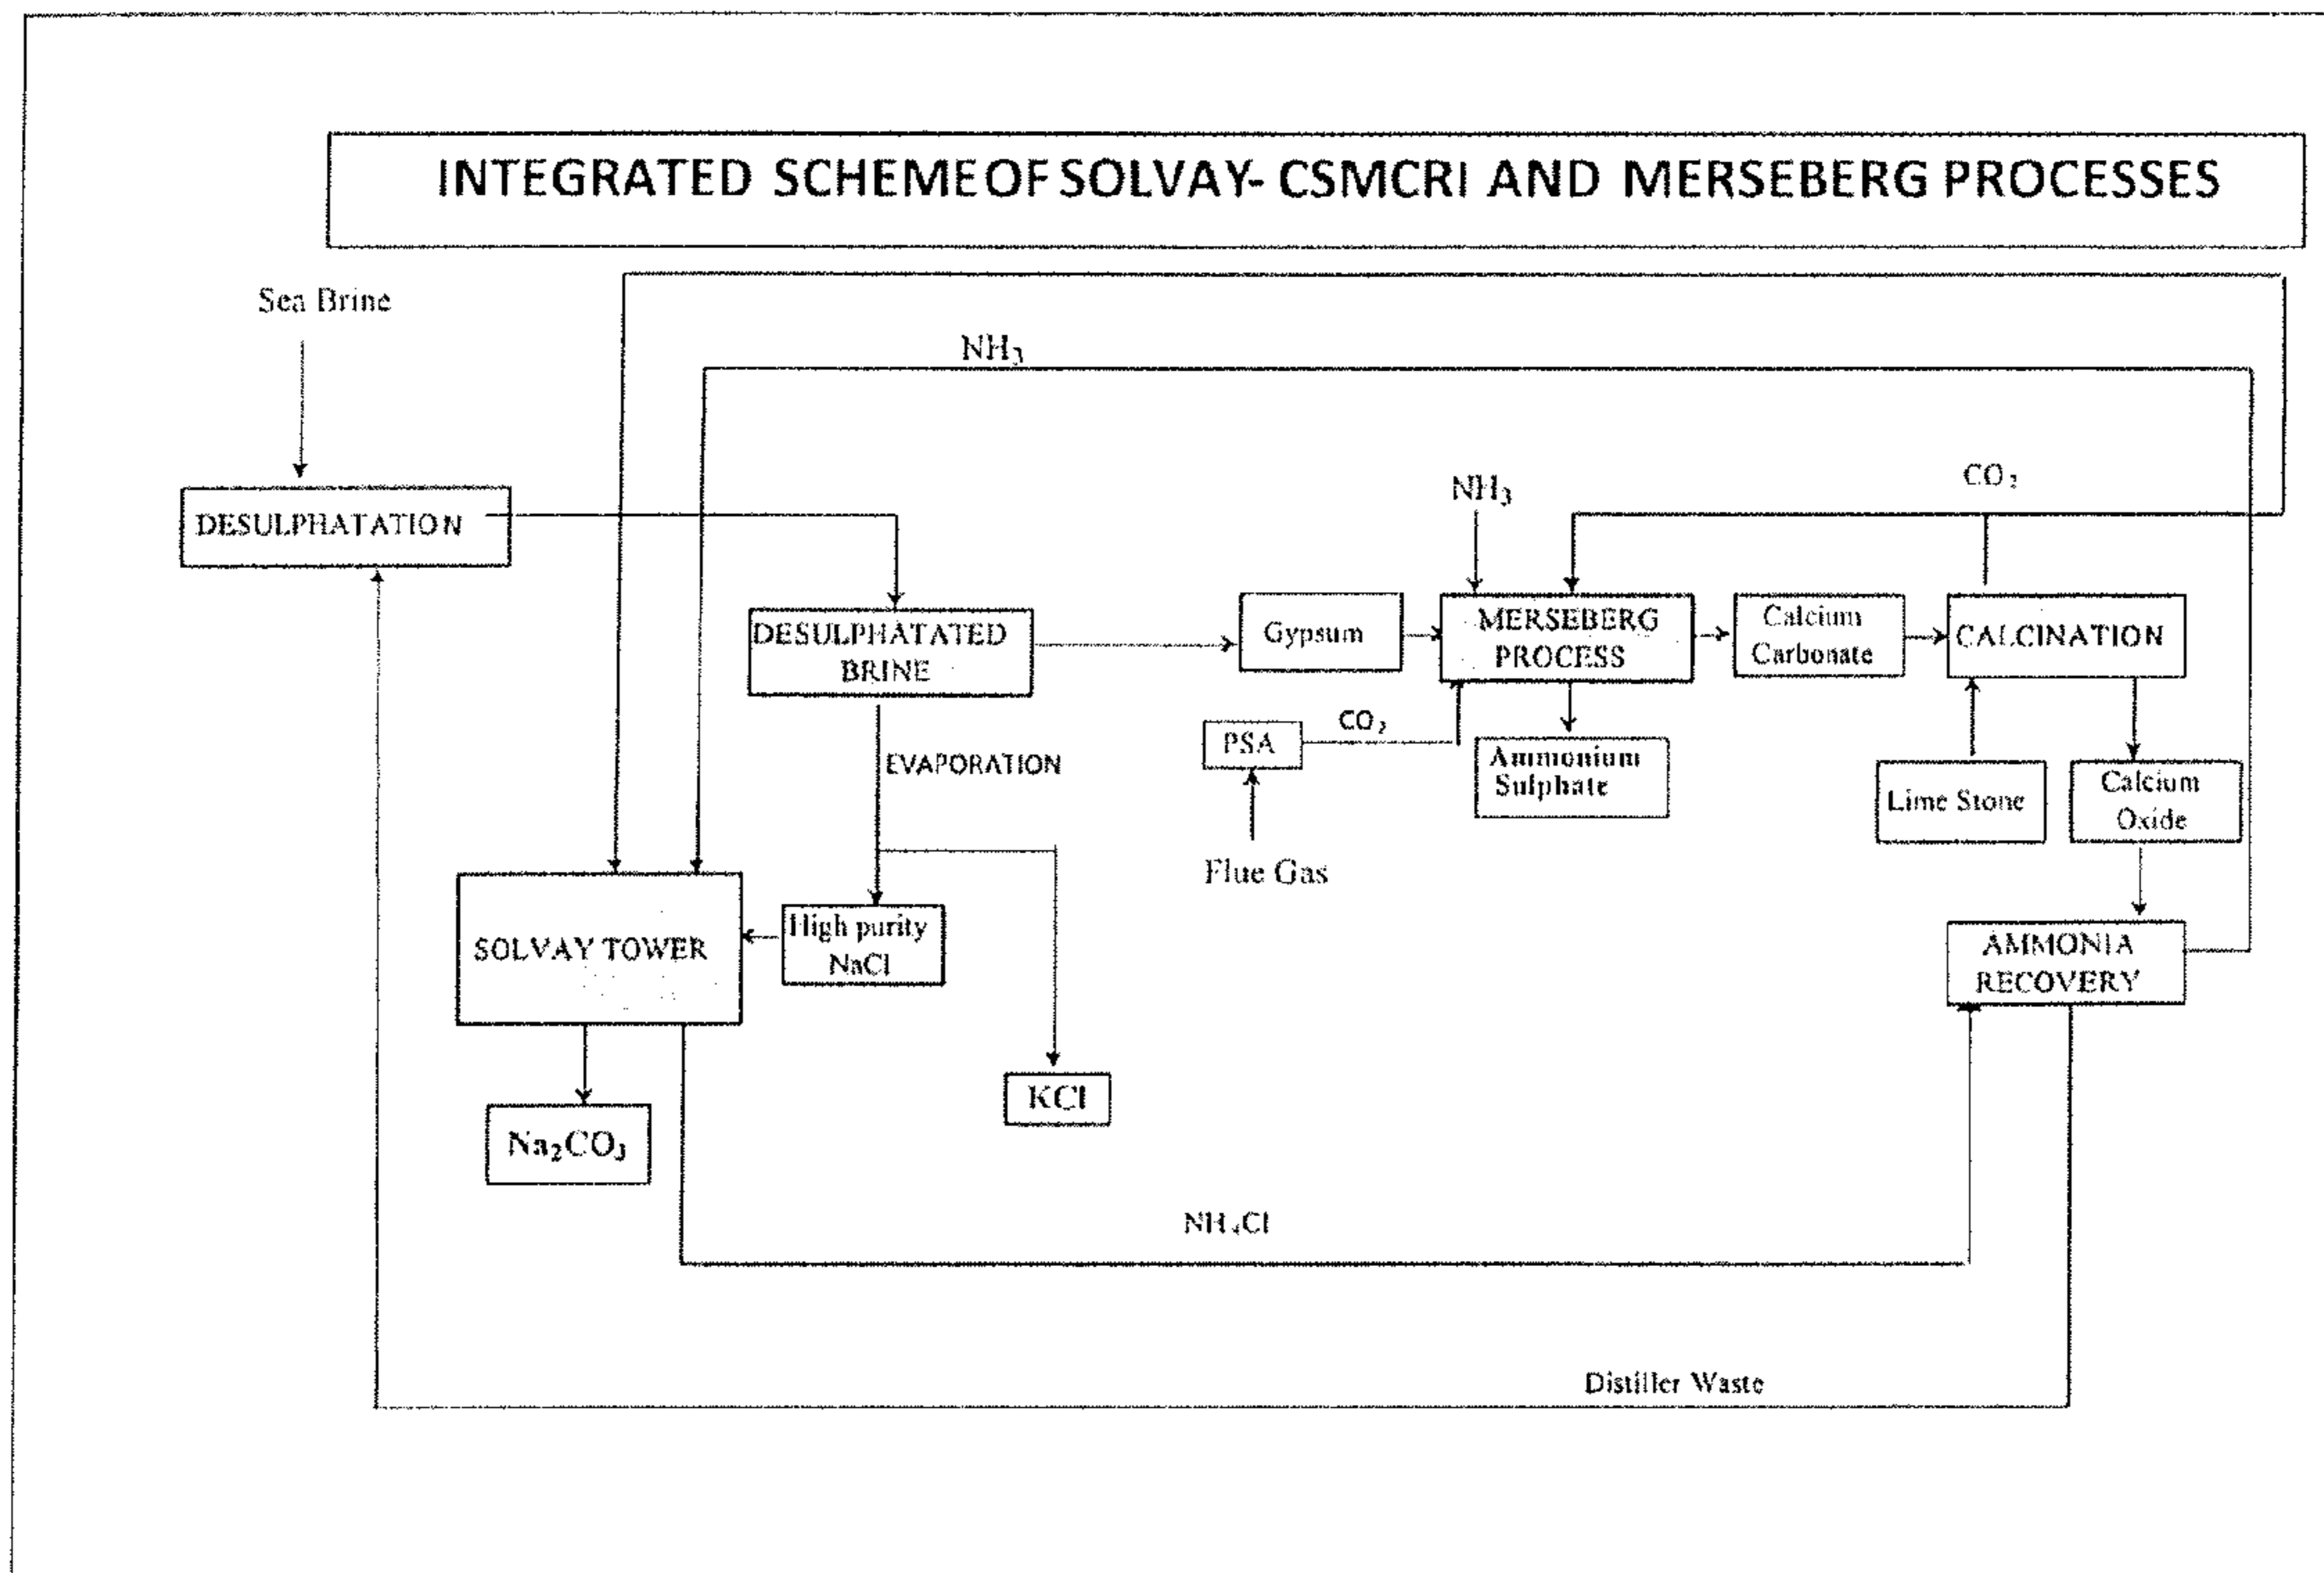 INTEGRATED SCHEMEOF SOLVAY- CSMCRI AND MERSEBERG PROCESSES
Sea Brine
NH₃
CO₂
NH₃
DESULPHATATION
DESULPHATATED
BRINE
Gypsum
MERSEBERG
PROCESS
Calcium
Carbonate
CALCINATION
PSA
CO₂
EVAPORATION
Ammonium
Sulphate
Lime Stone
Calcium
Oxide
Flue Gas
SOLVAY TOWER
High purity
NaCl
AMMONIA
RECOVERY
KCl
Na₂CO₃
NH₄Cl
Distiller Waste